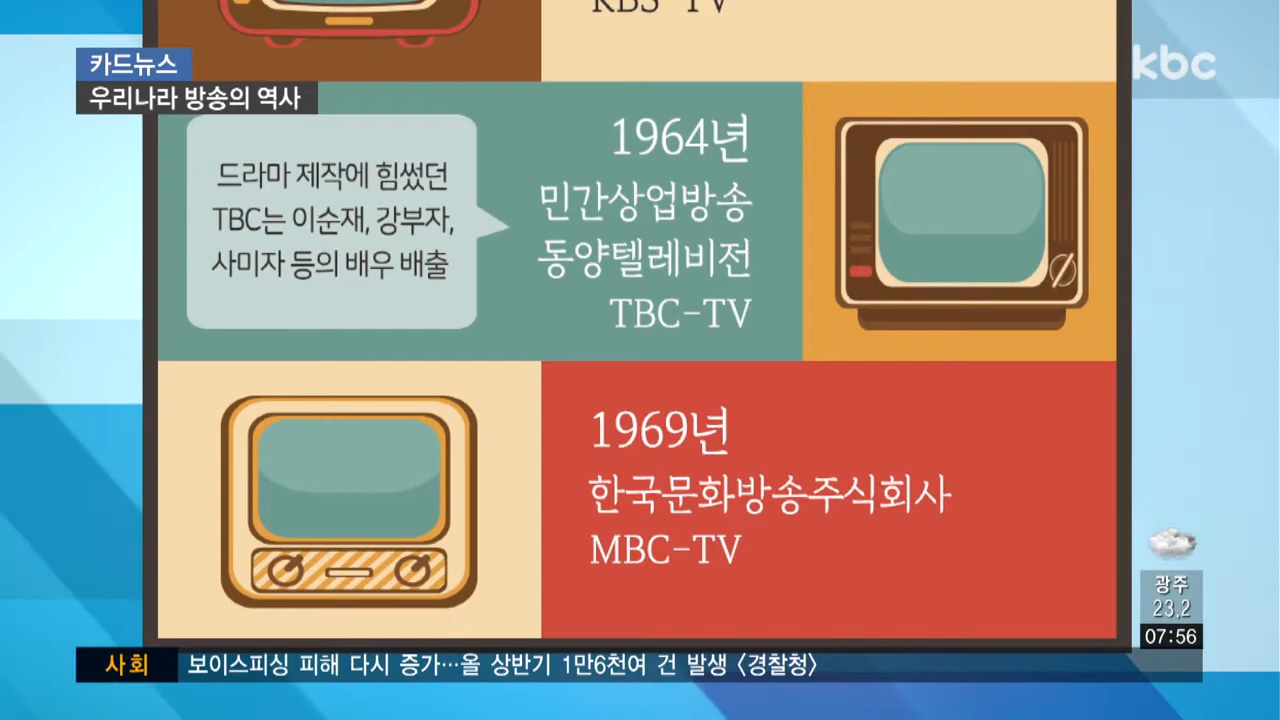 KBS-TV
kbc
카드뉴스
우리나라 방송의 역사
드라마 제작에 힘썼던
TBC는 이순재, 강부자,
사미자 등의 배우 배출
1964년
민간상업방송
동양텔레비전
TBC-TV
1969년
한국문화방송주식회사
MBC-TV
광주
23.2
07:56
사회
보이스피싱 피해 다시 증가…올 상반기 1만6천여 건 발생 〈경찰청〉